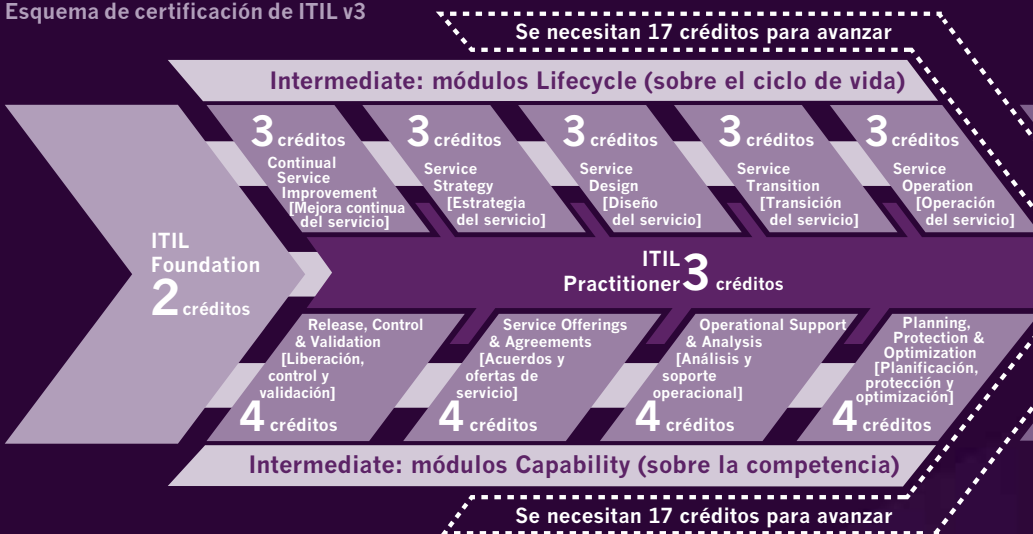 Esquema de certificación de ITIL v3
Se necesitan 17 créditos para avanzar
Intermediate: módulos Lifecycle (sobre el ciclo de vida)
3 créditos
Continual
Service
Improvement
[Mejora continua
del servicio]
3 créditos
Service
Strategy
[Estrategia
del servicio]
3 créditos
Service
Design
[Diseño
del servicio]
3 créditos
Service
Transition
[Transición
del servicio]
3 créditos
Service
Operation
[Operación
del servicio]
ITIL
Foundation
2 créditos
ITIL
Practitioner 3 créditos
Release, Control
& Validation
[Liberación,
control y
validación]
4 créditos
Service Offerings
& Agreements
[Acuerdos y
ofertas de
servicio]
4 créditos
Operational Support
& Analysis
[Análisis y
soporte
operacional]
4 créditos
Planning,
Protection &
Optimization
[Planificación,
protección y
optimización]
4 créditos
Intermediate: módulos Capability (sobre la competencia)
Se necesitan 17 créditos para avanzar